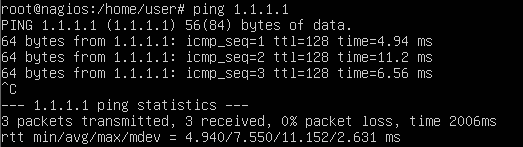 root@nagios:/home/user# ping 1.1.1.1
PING 1.1.1.1 (1.1.1.1) 56(84) bytes of data.
64 bytes from 1.1.1.1: icmp_seq=1 ttl=128 time=4.94 ms
64 bytes from 1.1.1.1: icmp_seq=2 ttl=128 time=11.2 ms
64 bytes from 1.1.1.1: icmp_seq=3 ttl=128 time=6.56 ms
^C
--- 1.1.1.1 ping statistics ---
3 packets transmitted, 3 received, 0% packet loss, time 2006ms
rtt min/avg/max/mdev = 4.940/7.550/11.152/2.631 ms